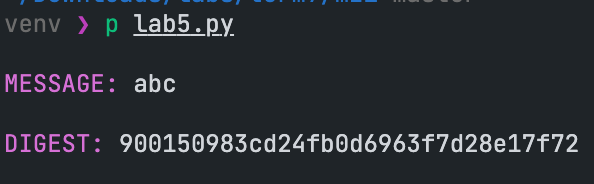 venv ❯ p lab5.py
MESSAGE: abc
DIGEST: 900150983cd24fb0d6963f7d28e17f72